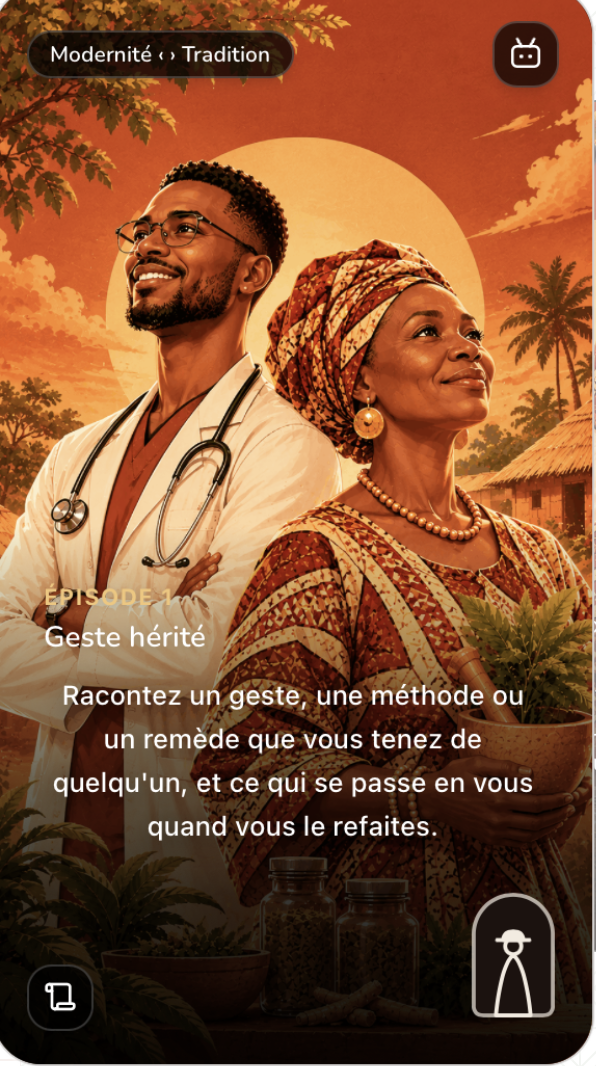 Modernité ‹ › Tradition
ÉPISODE 1
Geste hérité
Racontez un geste, une méthode ou
un remède que vous tenez de
quelqu'un, et ce qui se passe en vous
quand vous le refaites.